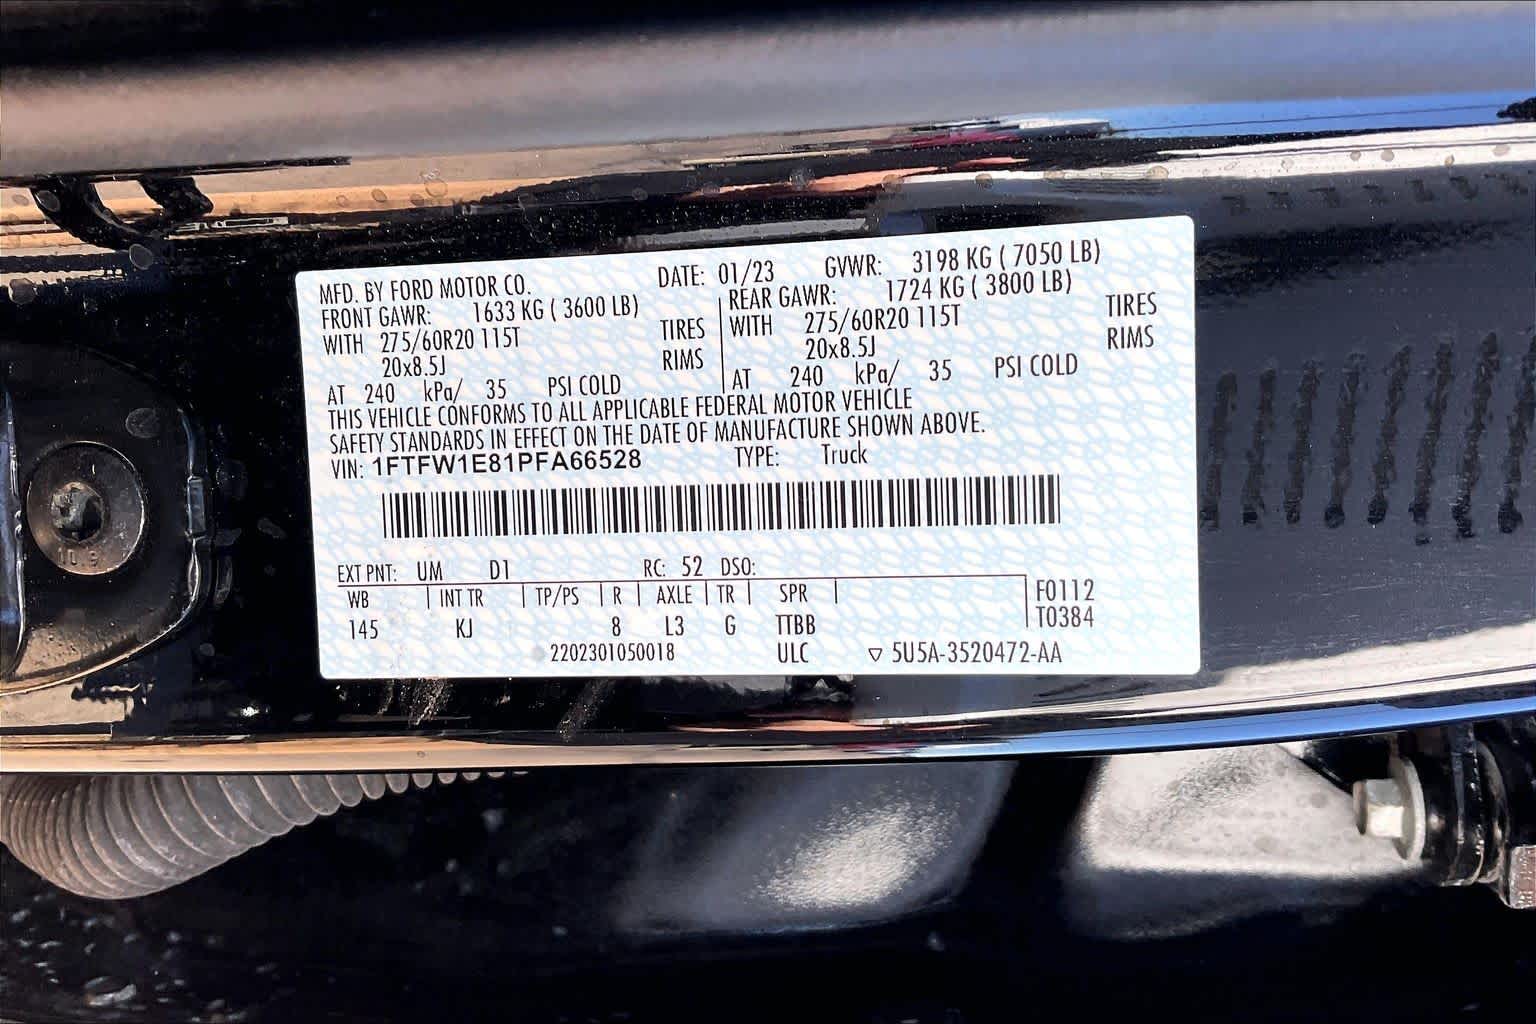 MFD. BY FORD MOTOR CO. DATE: 01/23 GVWR: 3198 KG ( 7050 LB)
FRONT GAWR: 1633 KG ( 3600 LB) REAR GAWR: 1724 KG ( 3800 LB)
WITH 275/60R20 115T TIRES WITH 275/60R20 115T TIRES
20x8.5J RIMS 20x8.5J RIMS
AT 240 kPa/ 35 PSI COLD AT 240 kPa/ 35 PSI COLD
THIS VEHICLE CONFORMS TO ALL APPLICABLE FEDERAL MOTOR VEHICLE
SAFETY STANDARDS IN EFFECT ON THE DATE OF MANUFACTURE SHOWN ABOVE.
VIN: 1FTFW1E81PFA66528 TYPE: Truck
EXT PNT: UM D1 RC: 52 DSO:
WB INT TR TP/PS R AXLE TR SPR F0112
145 KJ 8 L3 G TTBB T0384
2202301050018 ULC ▽ 5U5A-3520472-AA
10.9